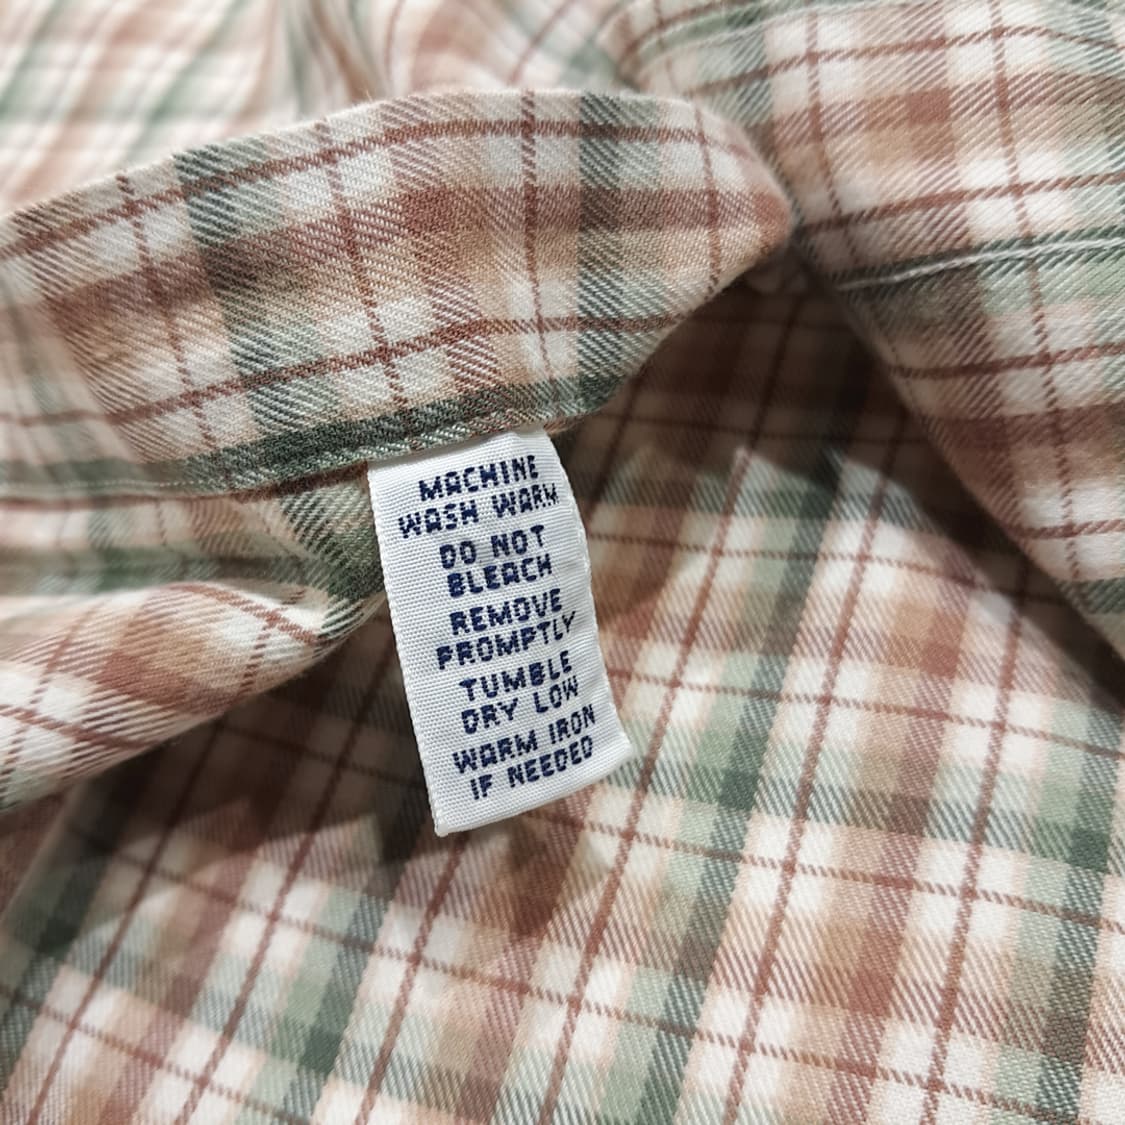 MACHINE
WASH WARM
DO NOT
BLEACH
REMOVE
PROMPTLY
TUMBLE
DRY LOW
WARM IRON
IF NEEDED